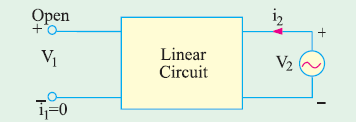 Open
+
V₁
i₁=0
Linear
Circuit
i₂
+
V₂
–